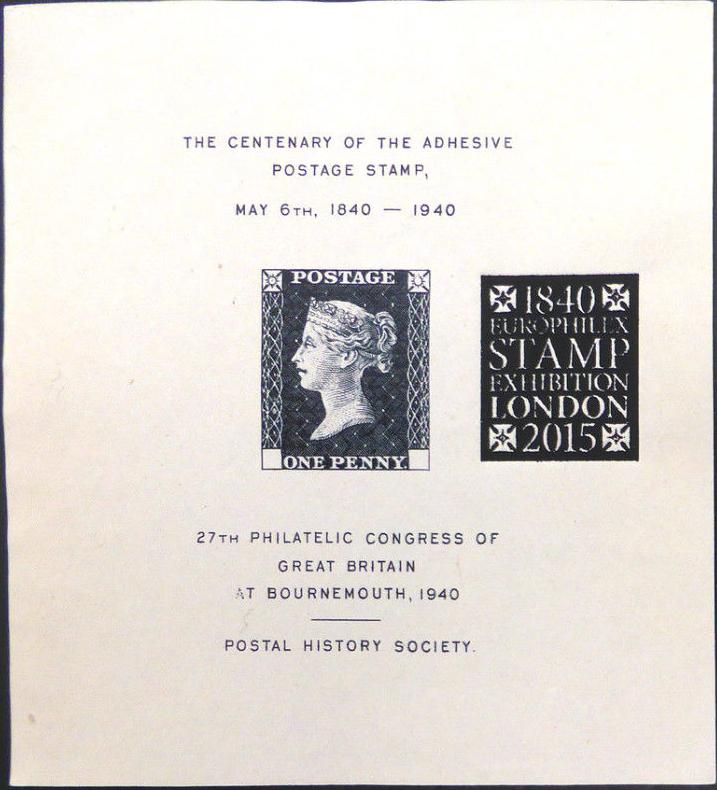 THE CENTENARY OF THE ADHESIVE
POSTAGE STAMP,
MAY 6TH, 1840 — 1940
POSTAGE
ONE PENNY
1840
EUROPHILEX
STAMP
EXHIBITION
LONDON
2015
27TH PHILATELIC CONGRESS OF
GREAT BRITAIN
AT BOURNEMOUTH, 1940
POSTAL HISTORY SOCIETY.